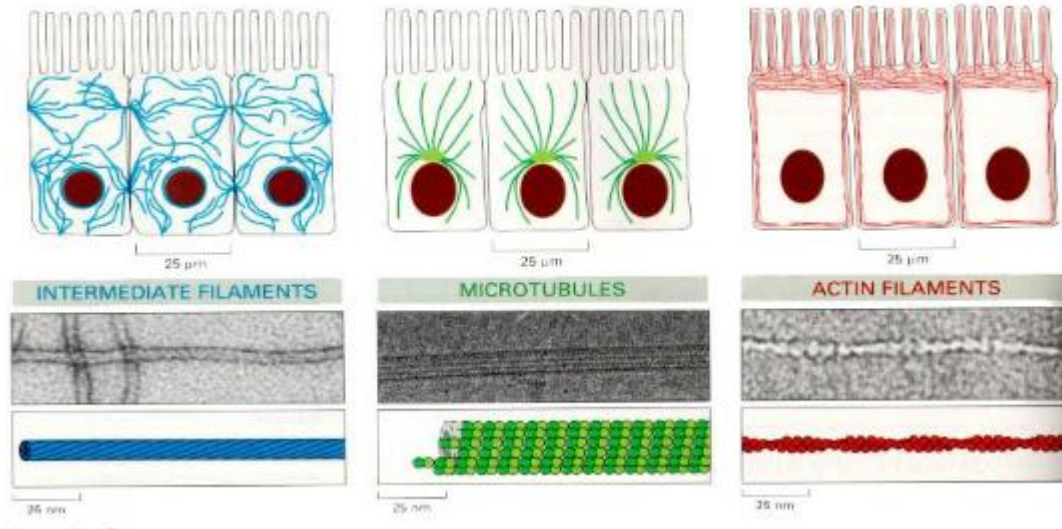 25 µm
25 µm
25 µm
INTERMEDIATE FILAMENTS
MICROTUBULES
ACTIN FILAMENTS
25 nm
25 nm
25 nm